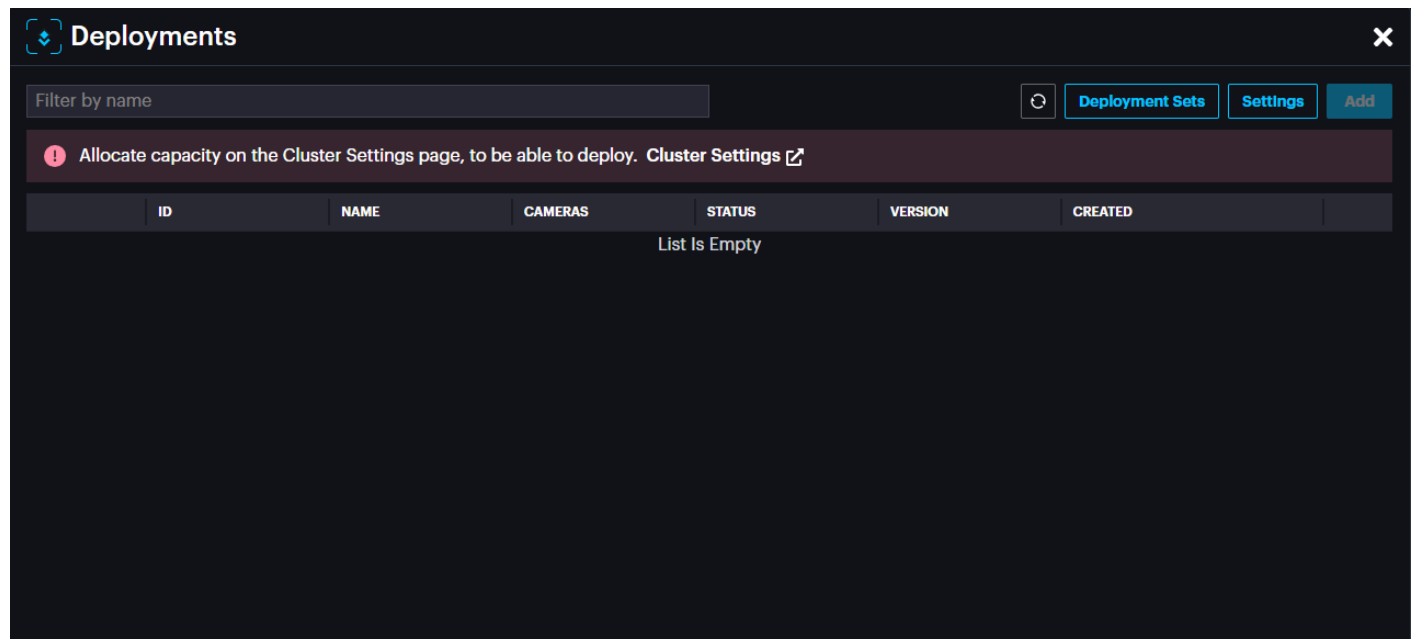 Deployments
Filter by name
Deployment Sets
Settings
Add
Allocate capacity on the Cluster Settings page, to be able to deploy. Cluster Settings
ID NAME CAMERAS STATUS VERSION CREATED
List Is Empty